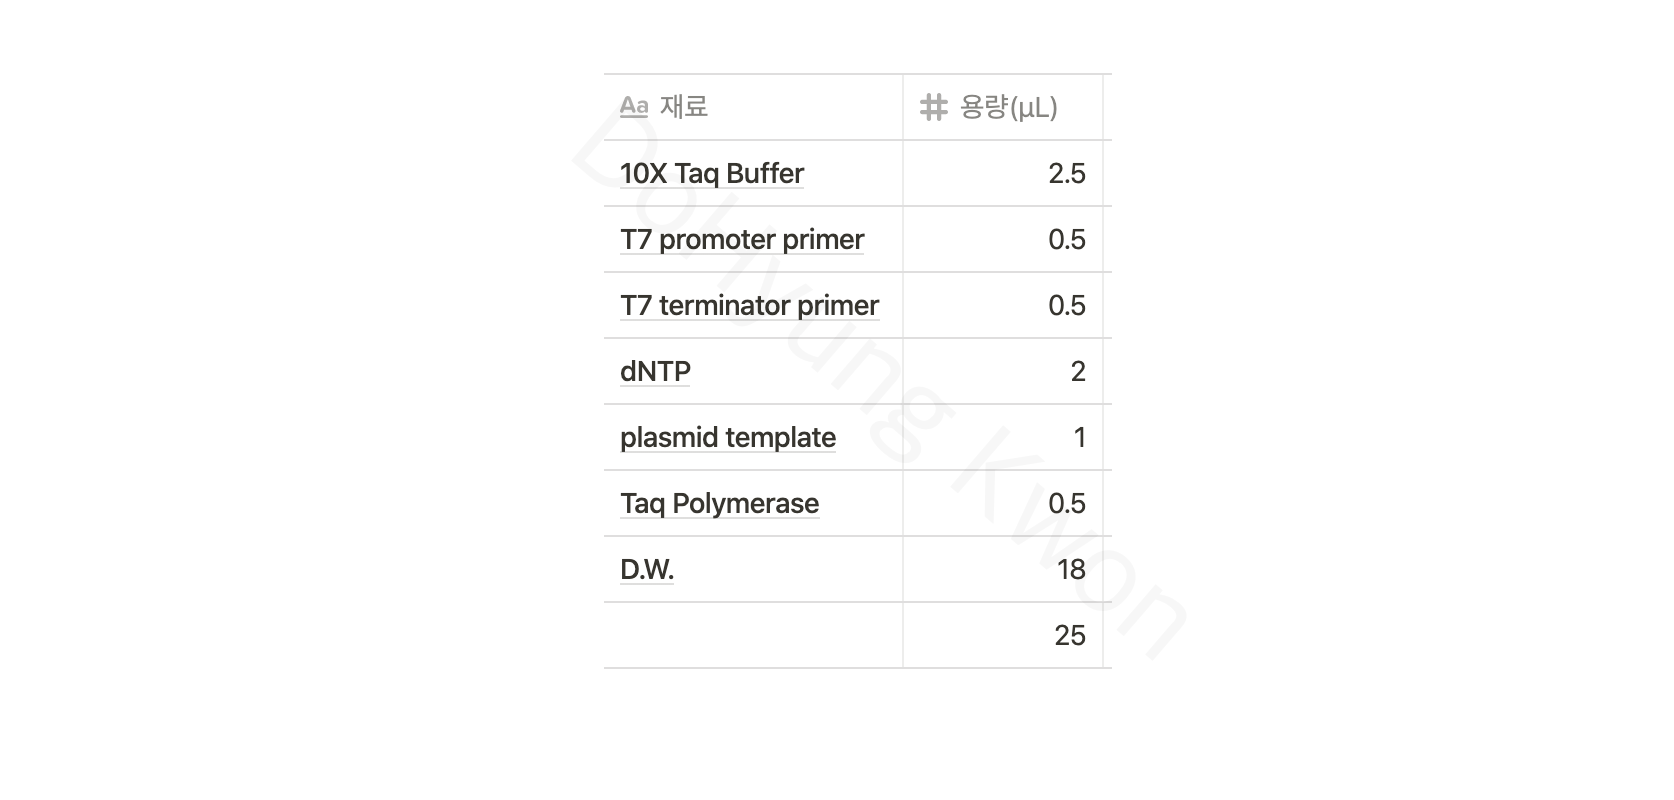 Aa 재료 # 용량(μL)
10X Taq Buffer 2.5
T7 promoter primer 0.5
T7 terminator primer 0.5
dNTP 2
plasmid template 1
Taq Polymerase 0.5
D.W. 18
25
DoHyung Kwon